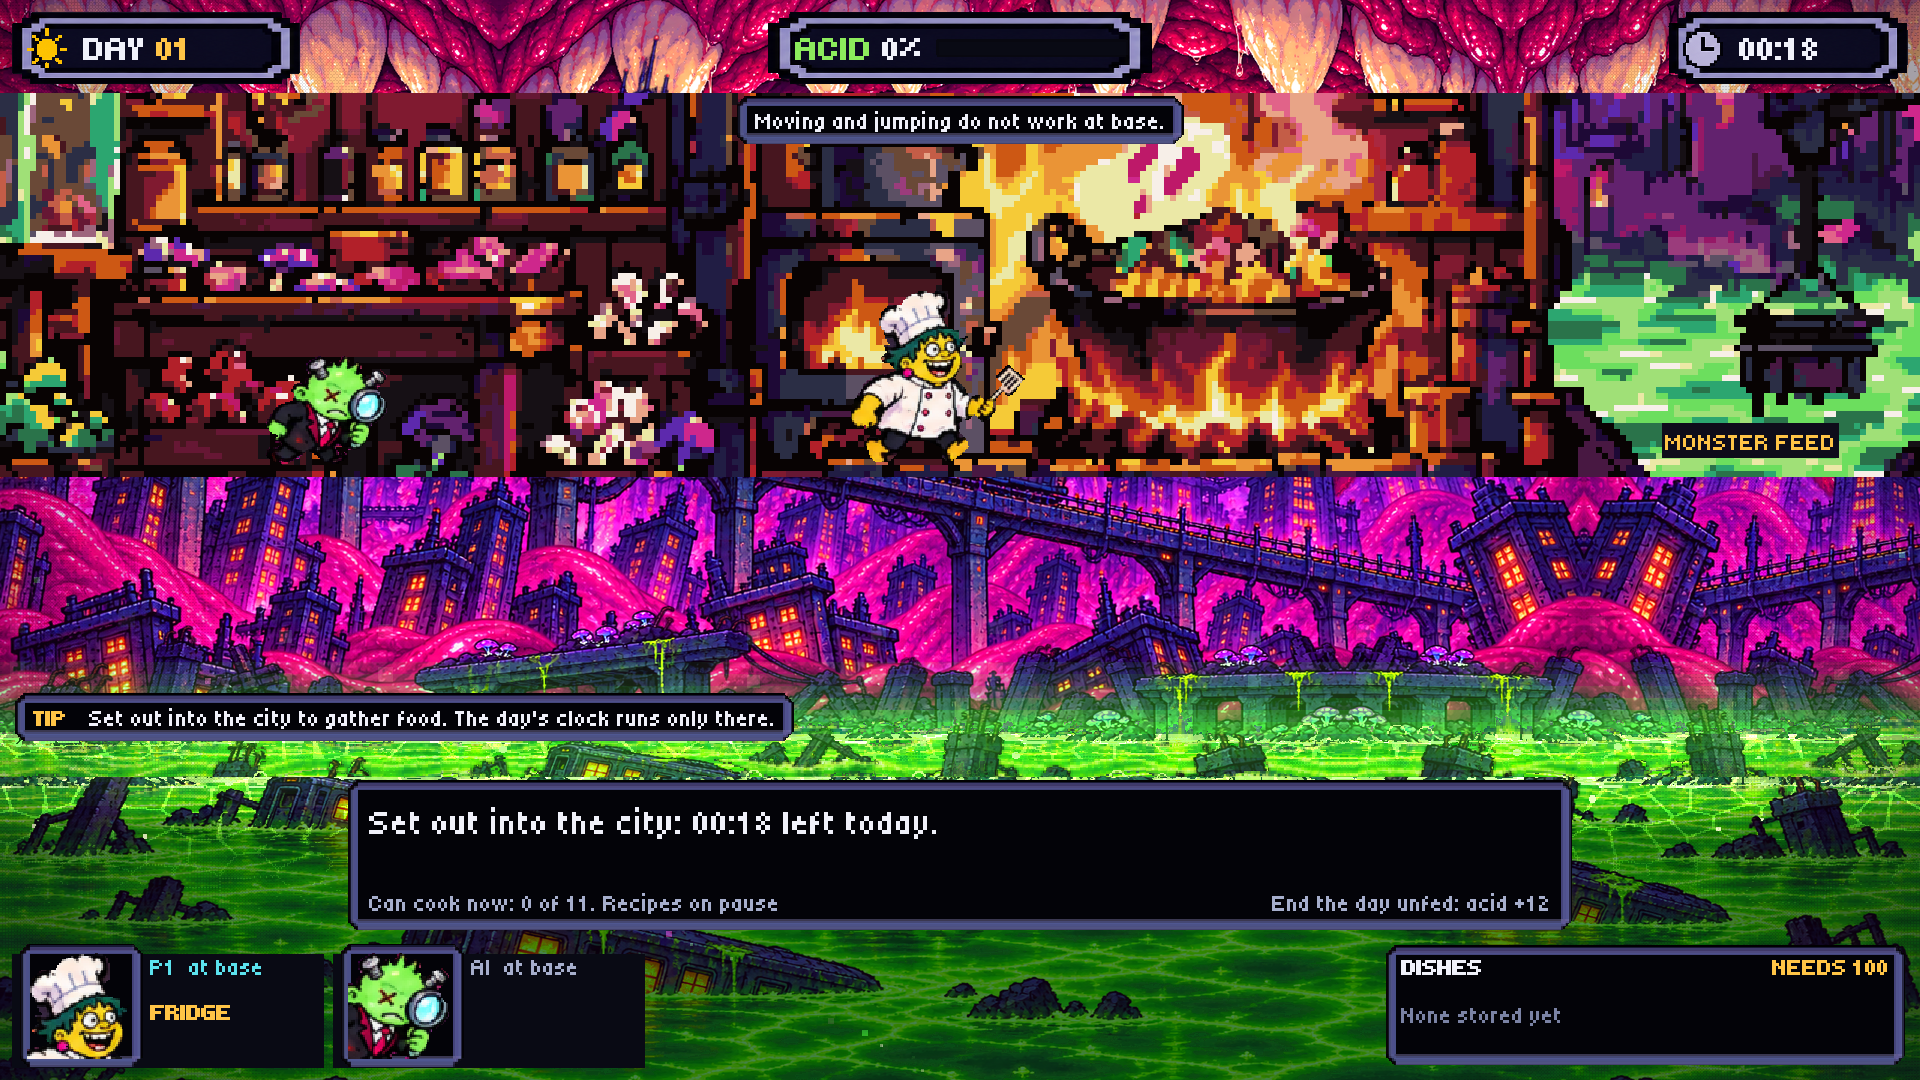 DAY 01
ACID 0%
00:18
Moving and jumping do not work at base.
MONSTER FEED
TIP Set out into the city to gather food. The day's clock runs only there.
Set out into the city: 00:18 left today.
Can cook now: 0 of 11. Recipes on pause
End the day unfed: acid +12
P1 at base
FRIDGE
AI at base
DISHES
NEEDS 100
None stored yet